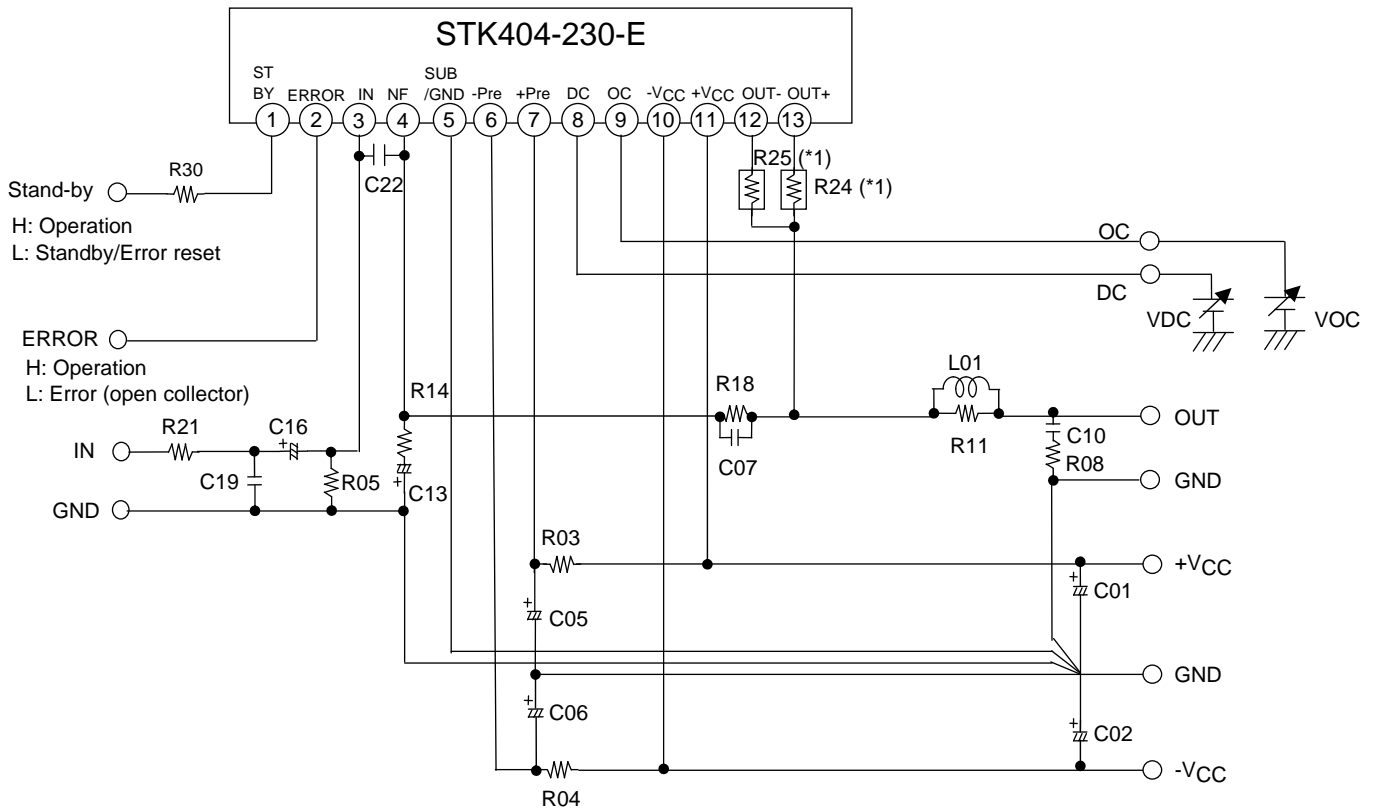 STK404-230-E
ST
BY
ERROR
IN
NF
SUB
/GND
-Pre
+Pre
DC
OC
-VCC
+VCC
OUT-
OUT+
1
2
3
4
5
6
7
8
9
10
11
12
13
R25 (*1)
R24 (*1)
C22
R30
Stand-by
H: Operation
L: Standby/Error reset
OC
DC
VDC
VOC
ERROR
H: Operation
L: Error (open collector)
R14
R18
C07
L01
R11
OUT
C10
R08
GND
IN
R21
C16
+
C19
R05
+
C13
GND
R03
+VCC
+
C01
+
C05
GND
+
C06
+
C02
R04
-VCC